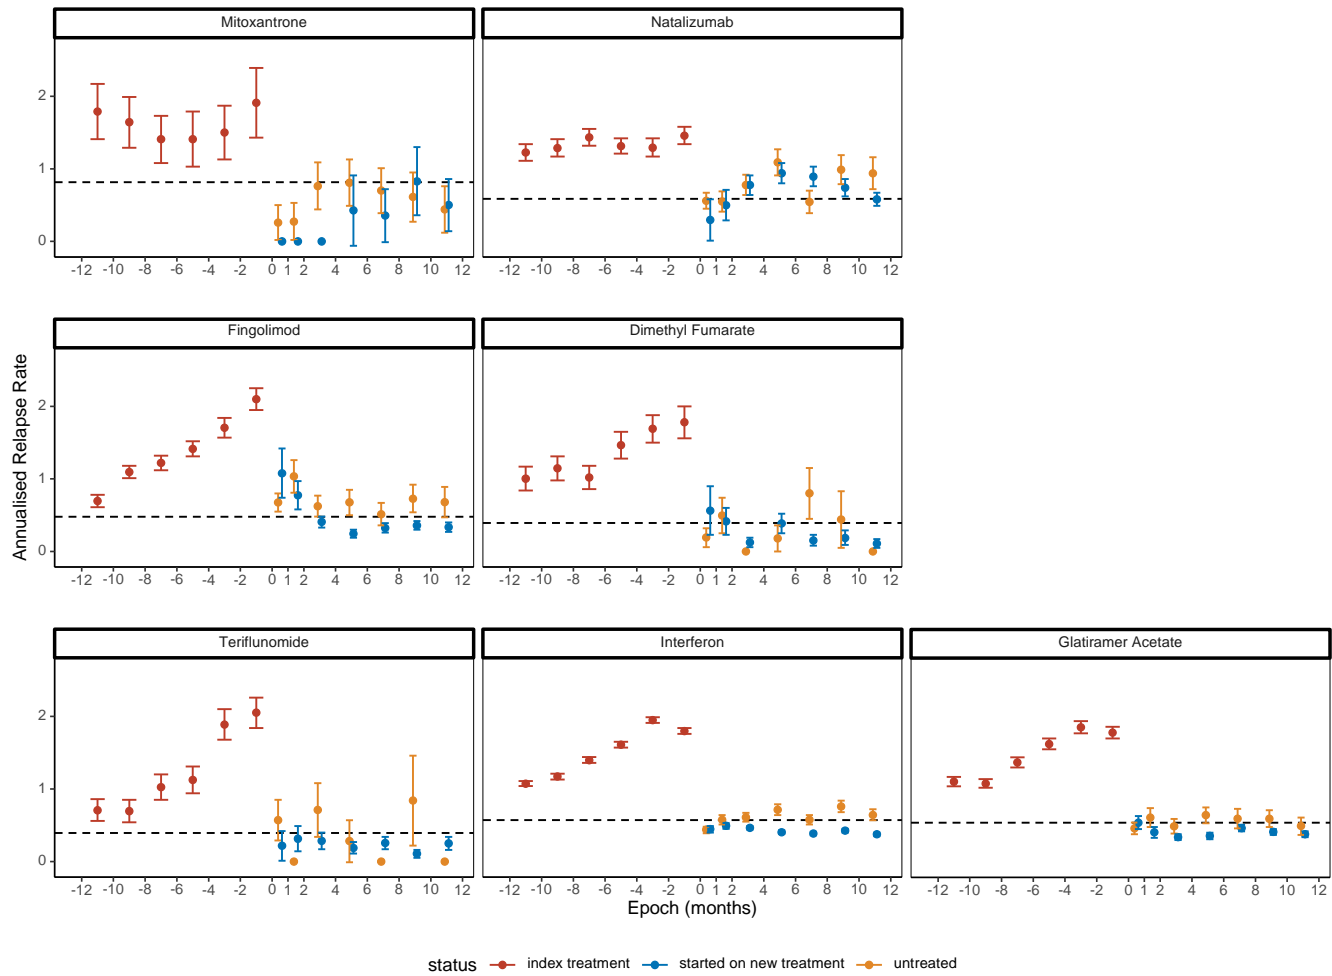 Mitoxantrone
Natalizumab
2
1
0
-12 -10 -8 -6 -4 -2 0 1 2 4 6 8 10 12
-12 -10 -8 -6 -4 -2 0 1 2 4 6 8 10 12
Fingolimod
Dimethyl Fumarate
Annualised Relapse Rate
2
1
0
-12 -10 -8 -6 -4 -2 0 1 2 4 6 8 10 12
-12 -10 -8 -6 -4 -2 0 1 2 4 6 8 10 12
Teriflunomide
Interferon
Glatiramer Acetate
2
1
0
-12 -10 -8 -6 -4 -2 0 1 2 4 6 8 10 12
-12 -10 -8 -6 -4 -2 0 1 2 4 6 8 10 12
-12 -10 -8 -6 -4 -2 0 1 2 4 6 8 10 12
Epoch (months)
status index treatment started on new treatment untreated